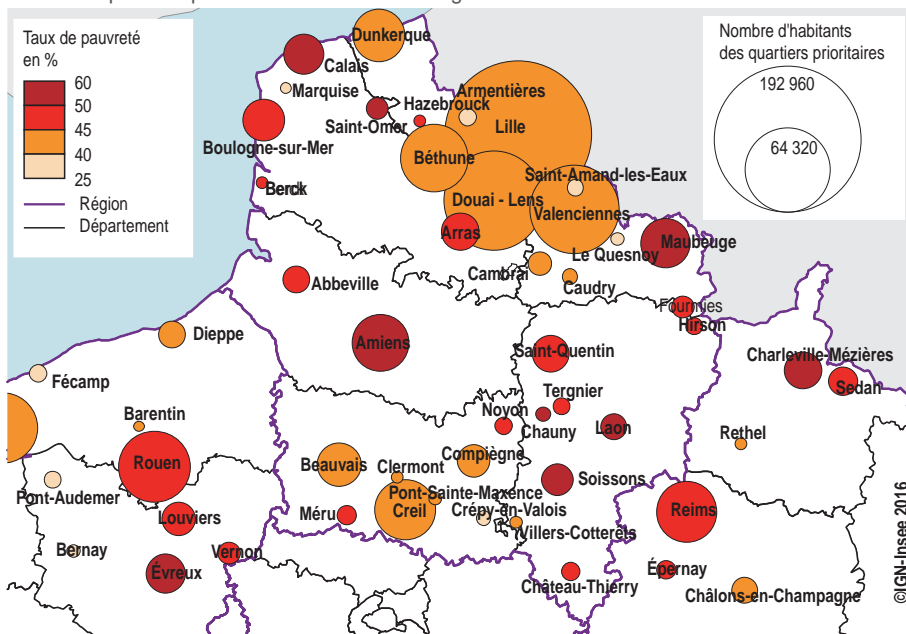 Taux de pauvreté
en %
60
50
45
40
25
Région
Département
Nombre d'habitants
des quartiers prioritaires
192 960
64 320
Dunkerque
Calais
Marquise
Armentières
Hazebrouck
Saint-Omer
Lille
Boulogne-sur-Mer
Béthune
Saint-Amand-les-Eaux
Berck
Douai - Lens
Valenciennes
Arras
Maubeuge
Le Quesnoy
Cambrai
Caudry
Abbeville
Fourmies
Hirson
Dieppe
Amiens
Saint-Quentin
Charleville-Mézières
Fécamp
Sedan
Tergnier
Noyon
Barentin
Chauny
Laon
Rethel
Rouen
Beauvais
Compiègne
Clermont
Soissons
Pont-Audemer
Pont-Sainte-Maxence
Creil
Crépy-en-Valois
Reims
Louviers
Méru
Villers-Cotterêts
Bernay
Vernon
Évreux
Château-Thierry
Épernay
Châlons-en-Champagne
©IGN-Insee 2016